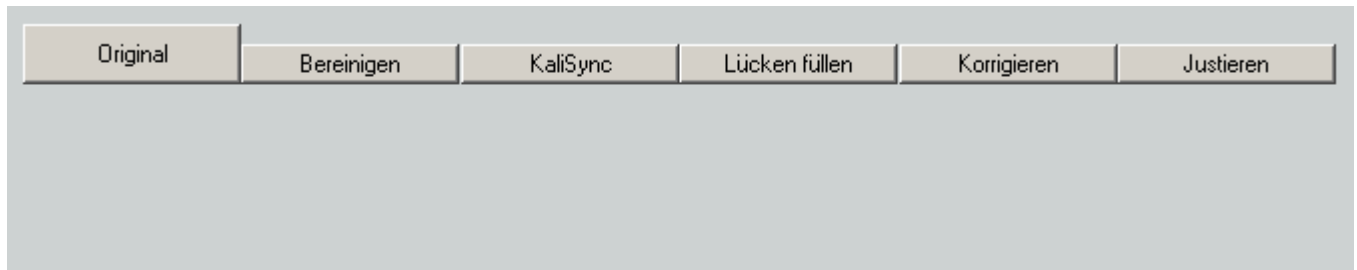 Original
Bereinigen
KaliSync
Lücken füllen
Korrigieren
Justieren